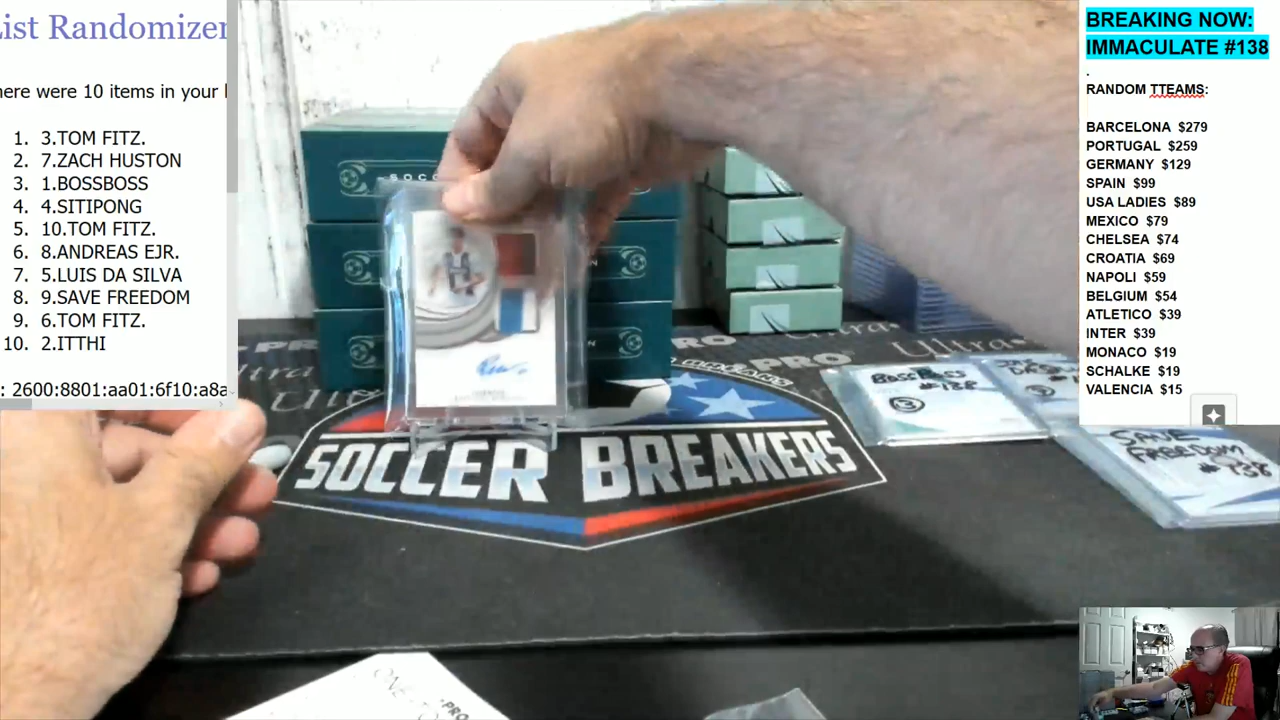 List Randomizer
here were 10 items in your
1. 3.TOM FITZ.
2. 7.ZACH HUSTON
3. 1.BOSSBOSS
4. 4.SITIPONG
5. 10.TOM FITZ.
6. 8.ANDREAS EJR.
7. 5.LUIS DA SILVA
8. 9.SAVE FREEDOM
9. 6.TOM FITZ.
10. 2.ITTHI
: 2600:8801:aa01:6f10:a8a
SOCCER BREAKERS
BOSSBOSS
#138
3
SAVE
FREEDOM
#138
BREAKING NOW:
IMMACULATE #138
.
RANDOM TTEAMS:
BARCELONA $279
PORTUGAL $259
GERMANY $129
SPAIN $99
USA LADIES $89
MEXICO $79
CHELSEA $74
CROATIA $69
NAPOLI $59
BELGIUM $54
ATLETICO $39
INTER $39
MONACO $19
SCHALKE $19
VALENCIA $15